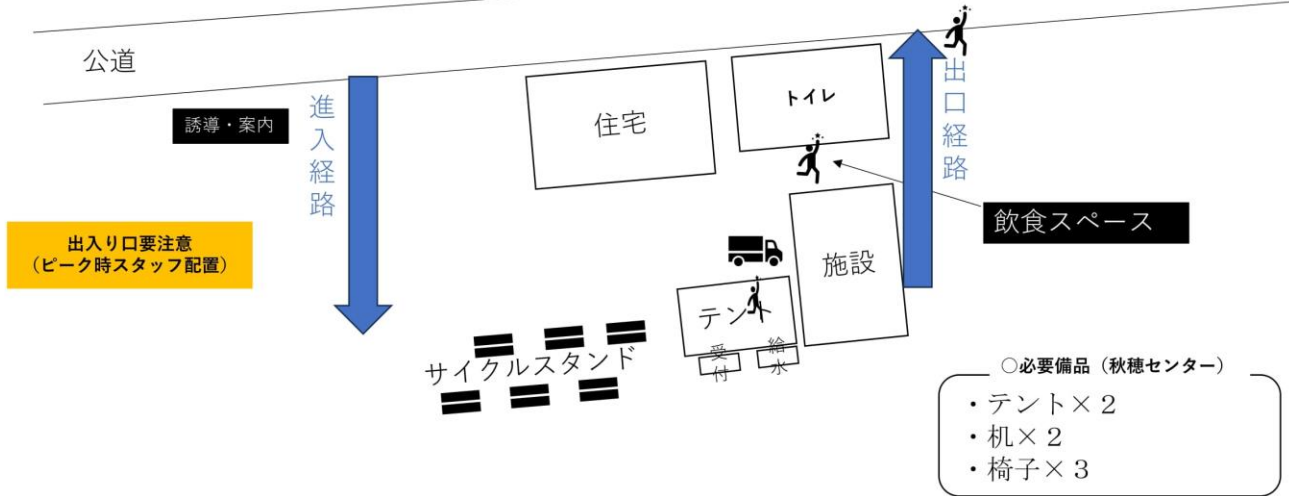 公道
誘導・案内
進入経路
住宅
トイレ
出口経路
出入り口要注意
(ピーク時スタッフ配置)
飲食スペース
施設
テント
受付
給水
サイクルスタンド
○必要備品(秋穂センター)
・テント×2
・机×2
・椅子×3